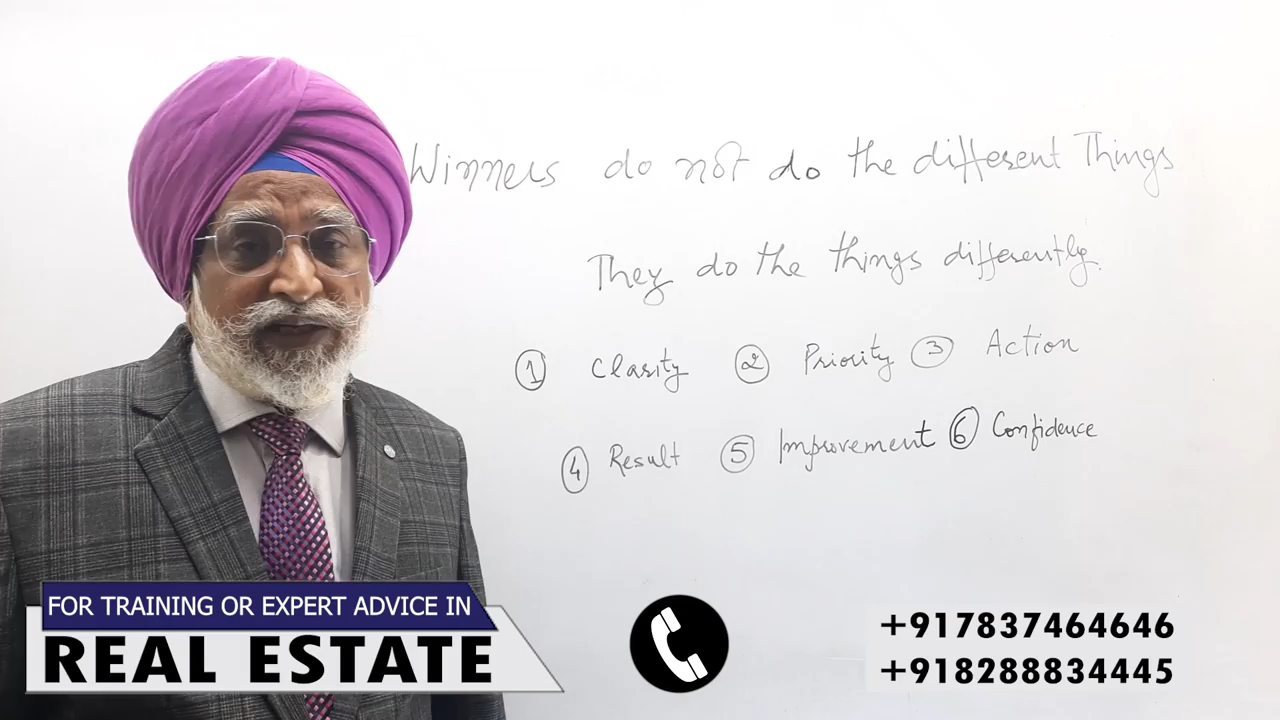 Winners do not do the different Things
They do the things differently.
1 Clarity 2 Priority 3 Action
4 Result 5 Improvement 6 Confidence
FOR TRAINING OR EXPERT ADVICE IN
REAL ESTATE
+917837464646
+918288834445